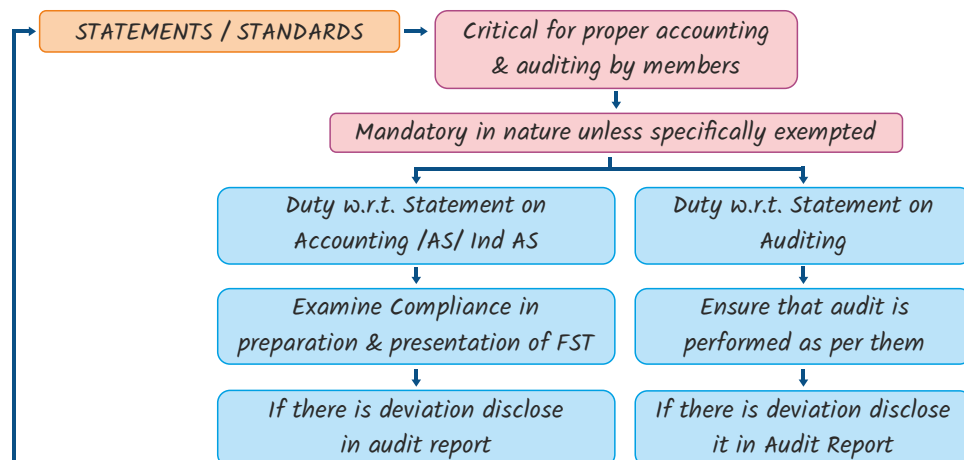 STATEMENTS / STANDARDS
Critical for proper accounting
& auditing by members
Mandatory in nature unless specifically exempted
Duty w.r.t. Statement on
Accounting /AS/ Ind AS
Examine Compliance in
preparation & presentation of FST
If there is deviation disclose
in audit report
Duty w.r.t. Statement on
Auditing
Ensure that audit is
performed as per them
If there is deviation disclose
it in Audit Report